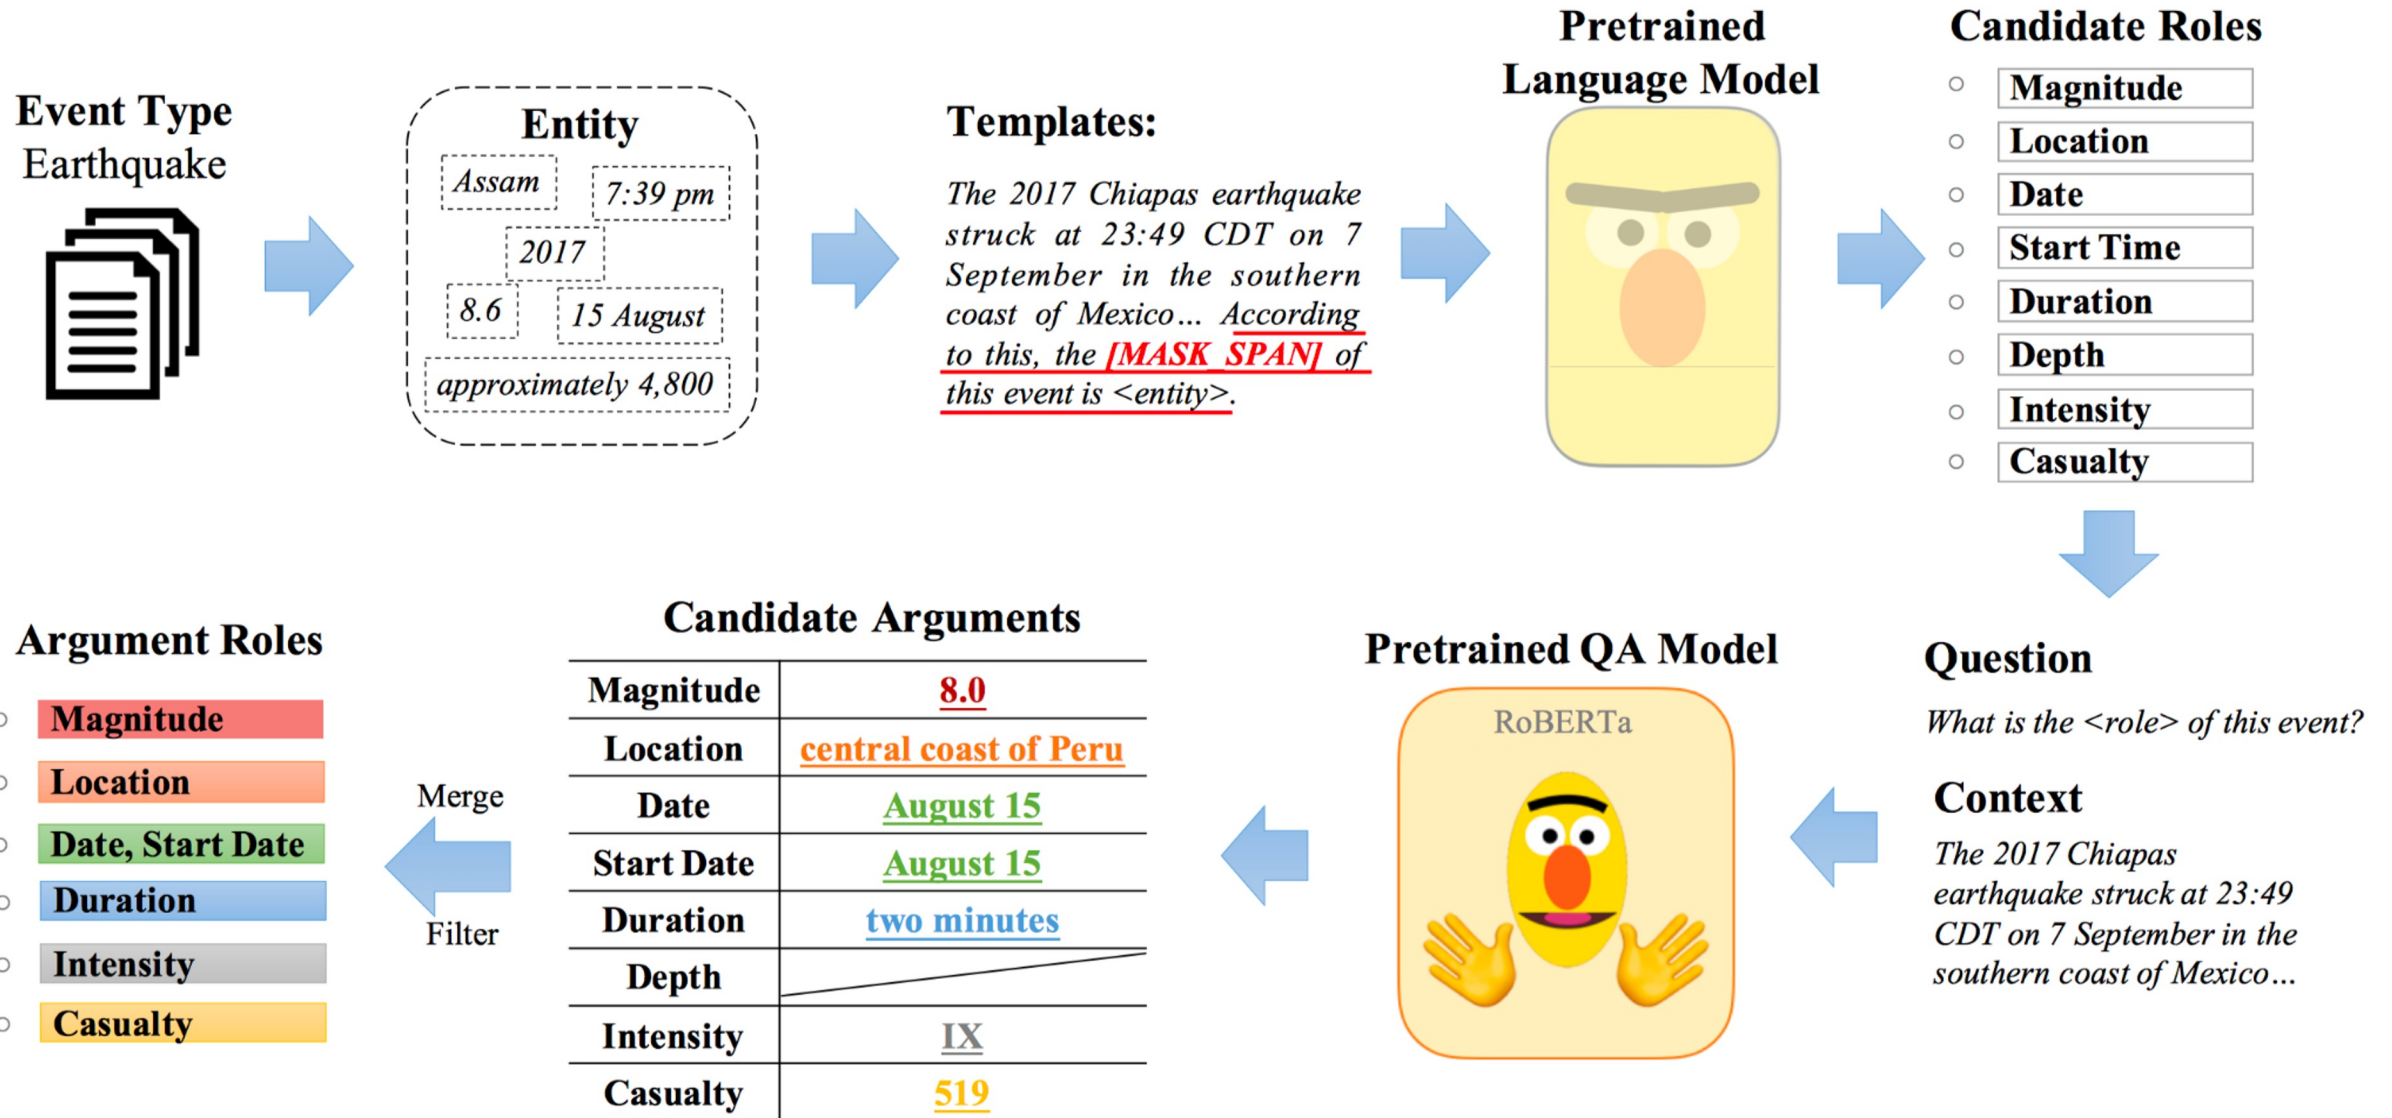 Event Type
Earthquake
Entity
Assam
7:39 pm
2017
8.6
15 August
approximately 4,800
Templates:
The 2017 Chiapas earthquake
struck at 23:49 CDT on 7
September in the southern
coast of Mexico... According
to this, the [MASK_SPAN] of
this event is <entity>.
Pretrained
Language Model
Candidate Roles
Magnitude
Location
Date
Start Time
Duration
Depth
Intensity
Casualty
Question
What is the <role> of this event?
Context
The 2017 Chiapas
earthquake struck at 23:49
CDT on 7 September in the
southern coast of Mexico...
Pretrained QA Model
RoBERTa
Candidate Arguments
Magnitude 8.0
Location central coast of Peru
Date August 15
Start Date August 15
Duration two minutes
Depth
Intensity IX
Casualty 519
Merge
Filter
Argument Roles
Magnitude
Location
Date, Start Date
Duration
Intensity
Casualty